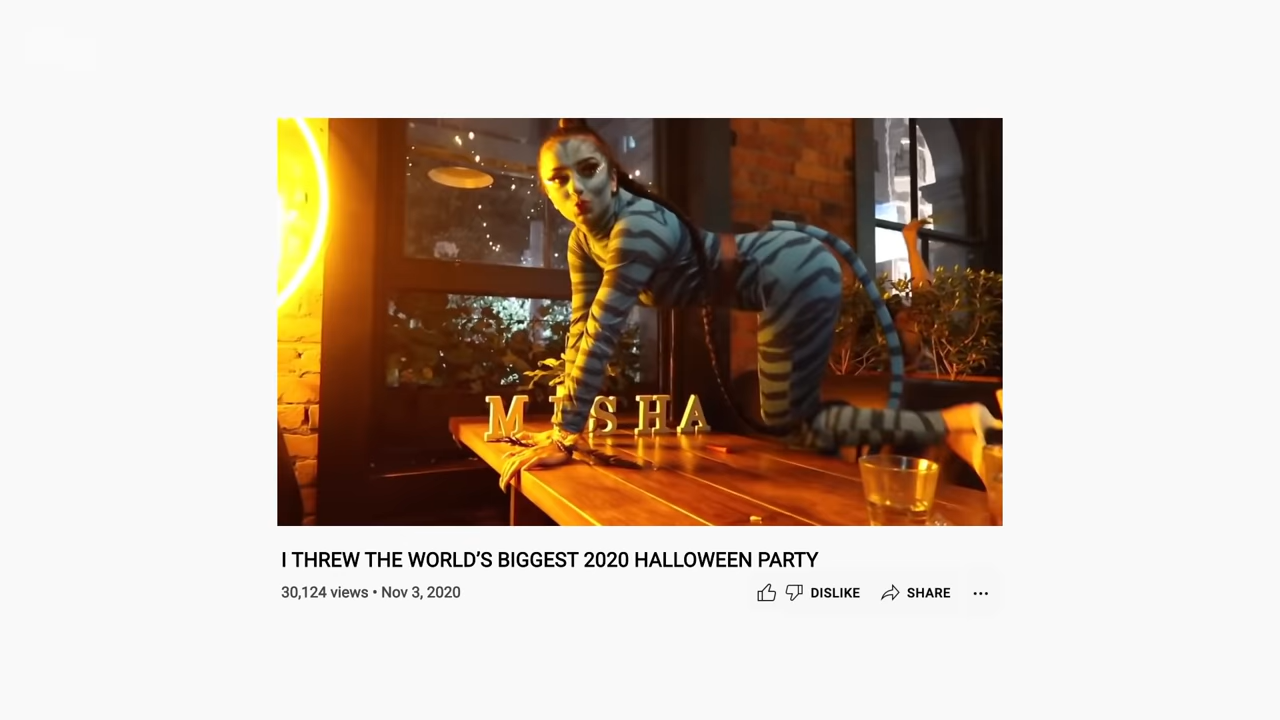 MISHA
I THREW THE WORLD’S BIGGEST 2020 HALLOWEEN PARTY
30,124 views • Nov 3, 2020 DISLIKE SHARE